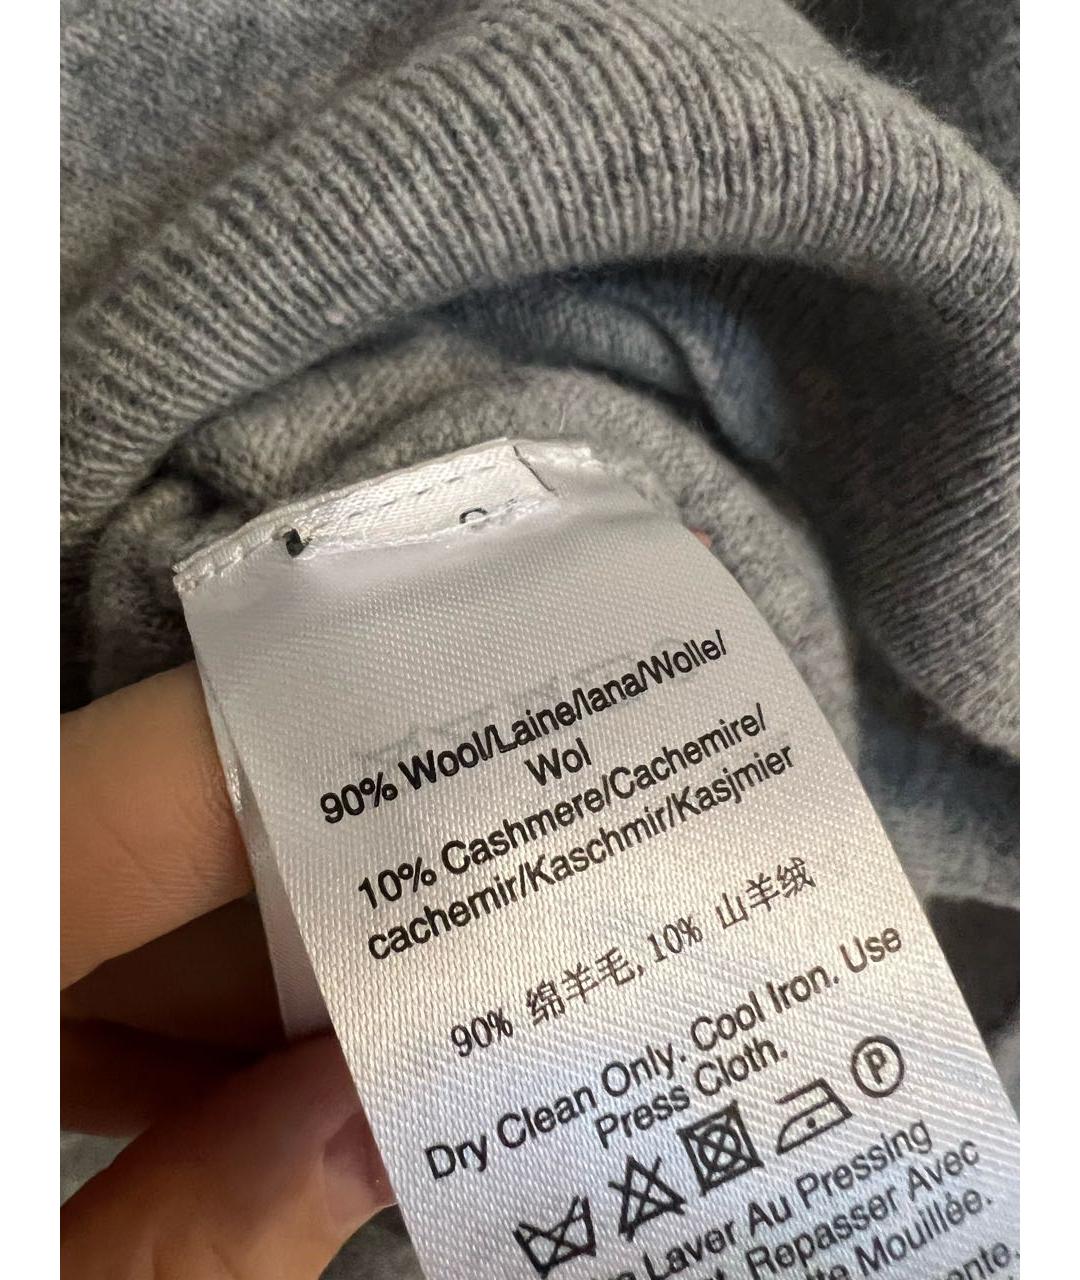 90% Wool/Laine/lana/Wolle/
Wol
10% Cashmere/Cachemire/
cachemir/Kaschmir/Kasjmier
90% 绵羊毛, 10% 山羊绒
Dry Clean Only. Cool Iron. Use
Press Cloth.
P
Laver Au Pressing
Repasser Avec
Mouillée.